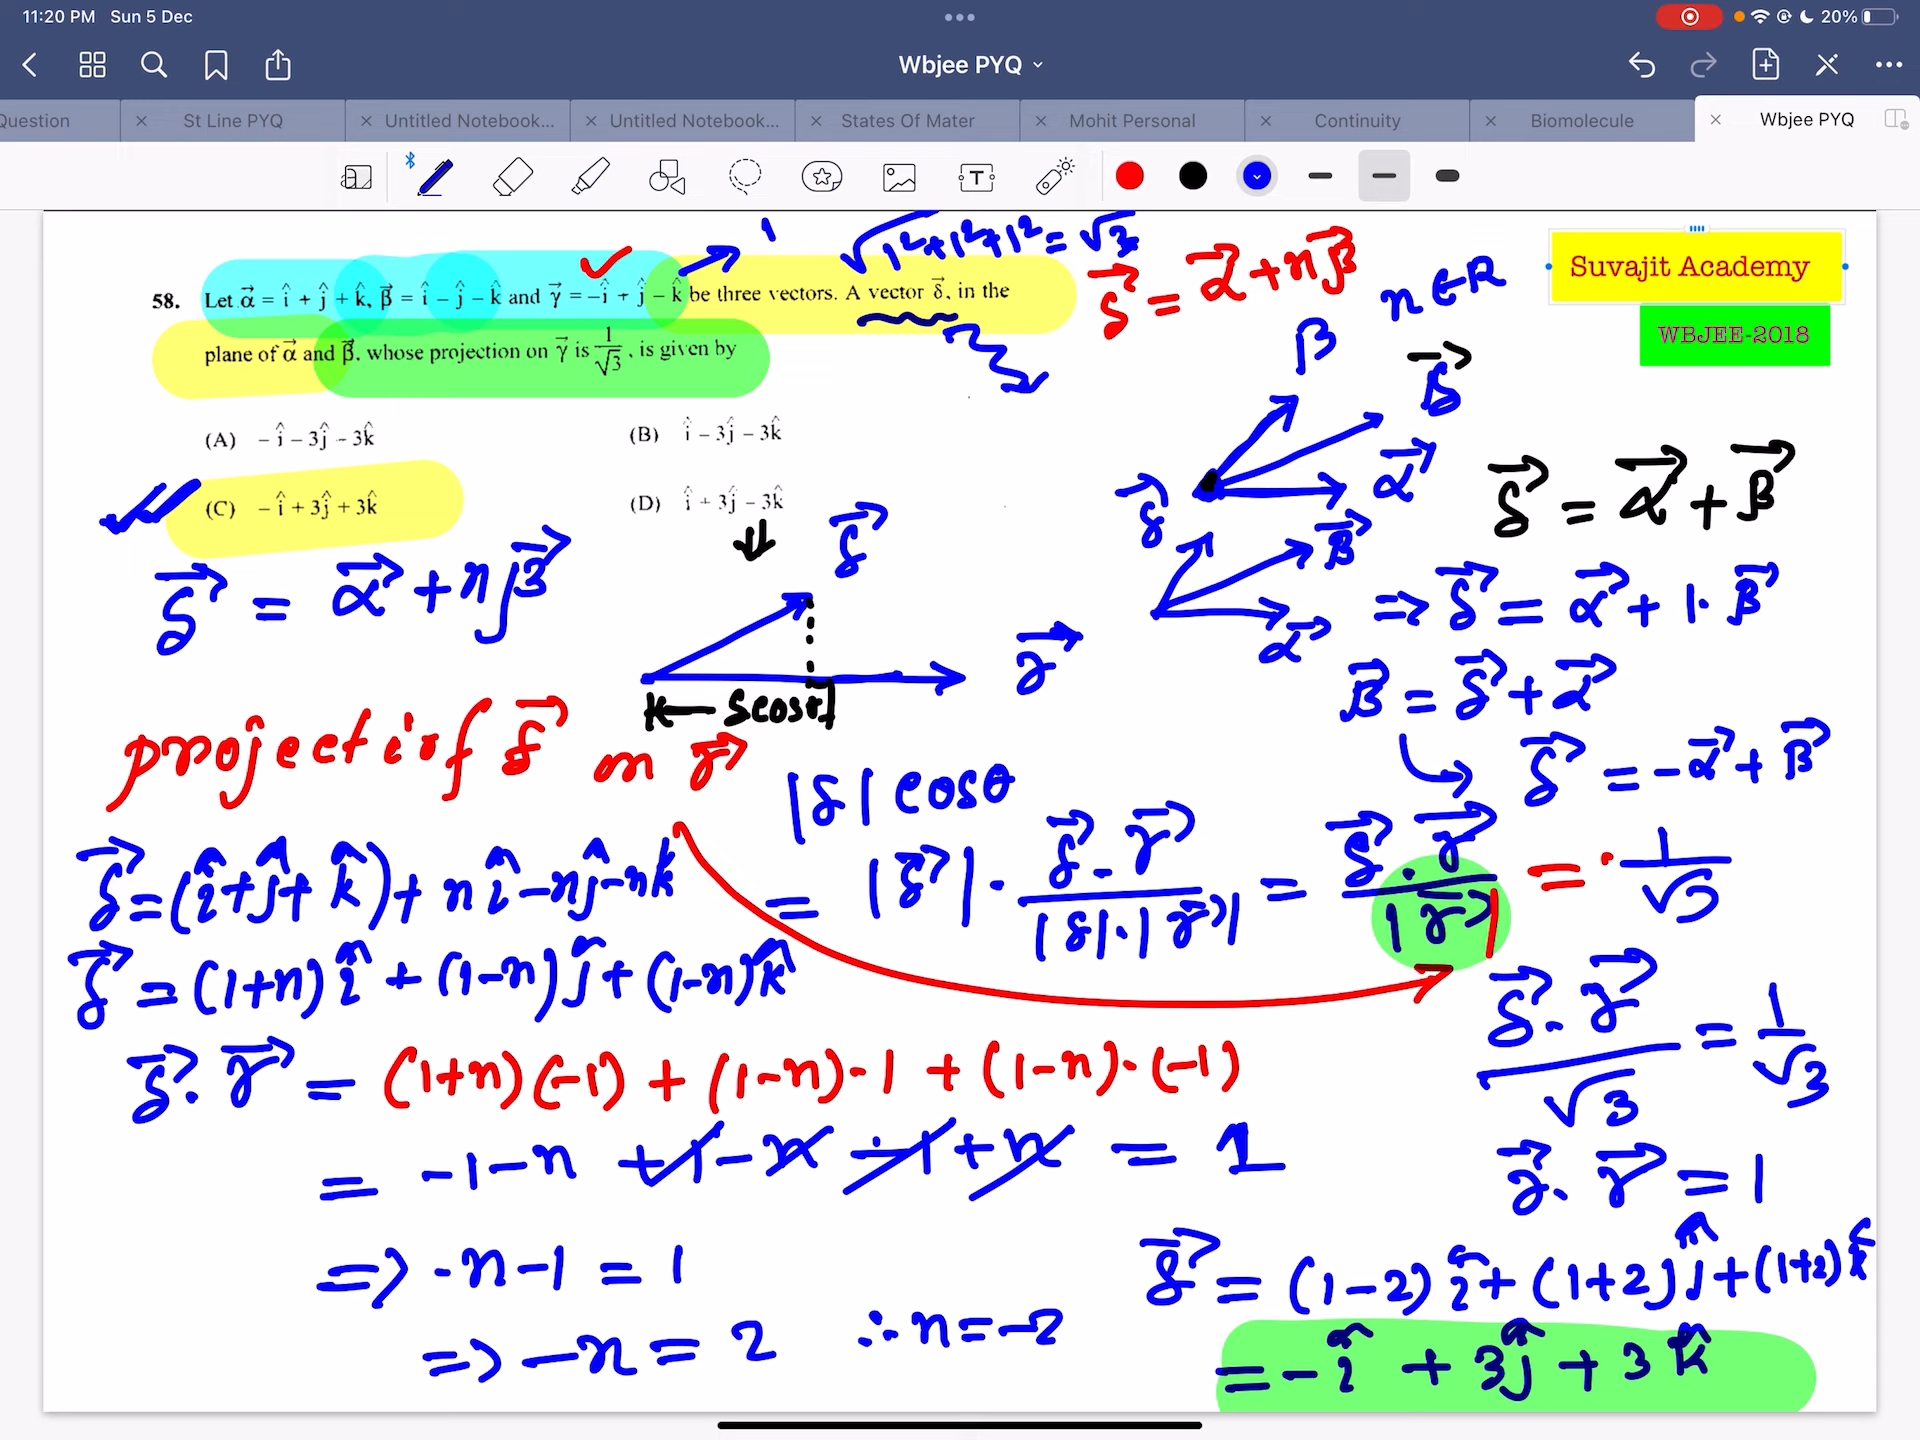 11:20 PM Sun 5 Dec
20%
Wbjee PYQ
Question
St Line PYQ
Untitled Notebook...
Untitled Notebook...
States Of Mater
Mohit Personal
Continuity
Biomolecule
Wbjee PYQ
Suvajit Academy
WBJEE-2018
58. Let α⃗ = î + ĵ + k̂, β⃗ = î − ĵ − k̂ and γ⃗ = −î + ĵ − k̂ be three vectors. A vector δ⃗, in the
plane of α⃗ and β⃗, whose projection on γ⃗ is 1/√3, is given by
(A) −î − 3ĵ − 3k̂
(B) î − 3ĵ − 3k̂
(C) −î + 3ĵ + 3k̂
(D) î + 3ĵ − 3k̂
1
√1²+1²+1² = √3
δ⃗ = α⃗ + nβ⃗
n ∈ R
β
β⃗
α⃗
δ⃗
δ⃗ = α⃗ + β⃗
β⃗
α⃗
⇒ δ⃗ = α⃗ + 1·β⃗
β⃗ = δ⃗ + α⃗
δ⃗ = −α⃗ + β⃗
δ⃗ = α⃗ + nβ⃗
δ⃗
γ⃗
δcosθ
project of δ⃗ on γ⃗
|δ| cosθ
= |δ⃗| · δ⃗·γ⃗/|δ|·|γ⃗| = δ⃗·γ⃗/|γ⃗| = 1/√3
δ⃗ = (î+ĵ+k̂) + nî−nĵ−nk̂
δ⃗ = (1+n)î + (1−n)ĵ + (1−n)k̂
δ⃗·γ⃗/√3 = 1/√3
δ⃗·γ⃗ = (1+n)(−1) + (1−n)·1 + (1−n)·(−1)
= −1−n +1−n −1+n = 1
δ⃗·γ⃗ = 1
⇒ −n−1 = 1
⇒ −n = 2 ∴ n = −2
δ⃗ = (1−2)î + (1+2)ĵ + (1+2)k̂
= −î + 3ĵ + 3k̂